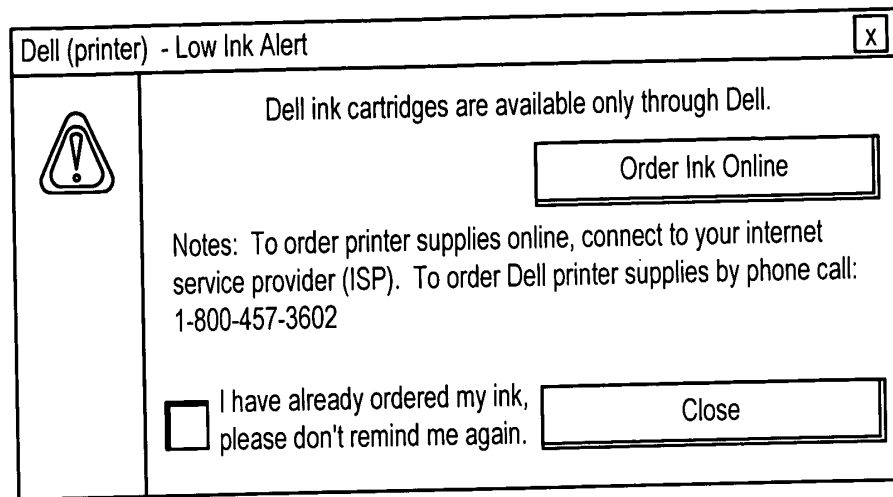 Dell (printer) - Low Ink Alert
X
Dell ink cartridges are available only through Dell.
Order Ink Online
Notes: To order printer supplies online, connect to your internet
service provider (ISP). To order Dell printer supplies by phone call:
1-800-457-3602
I have already ordered my ink,
please don't remind me again.
Close